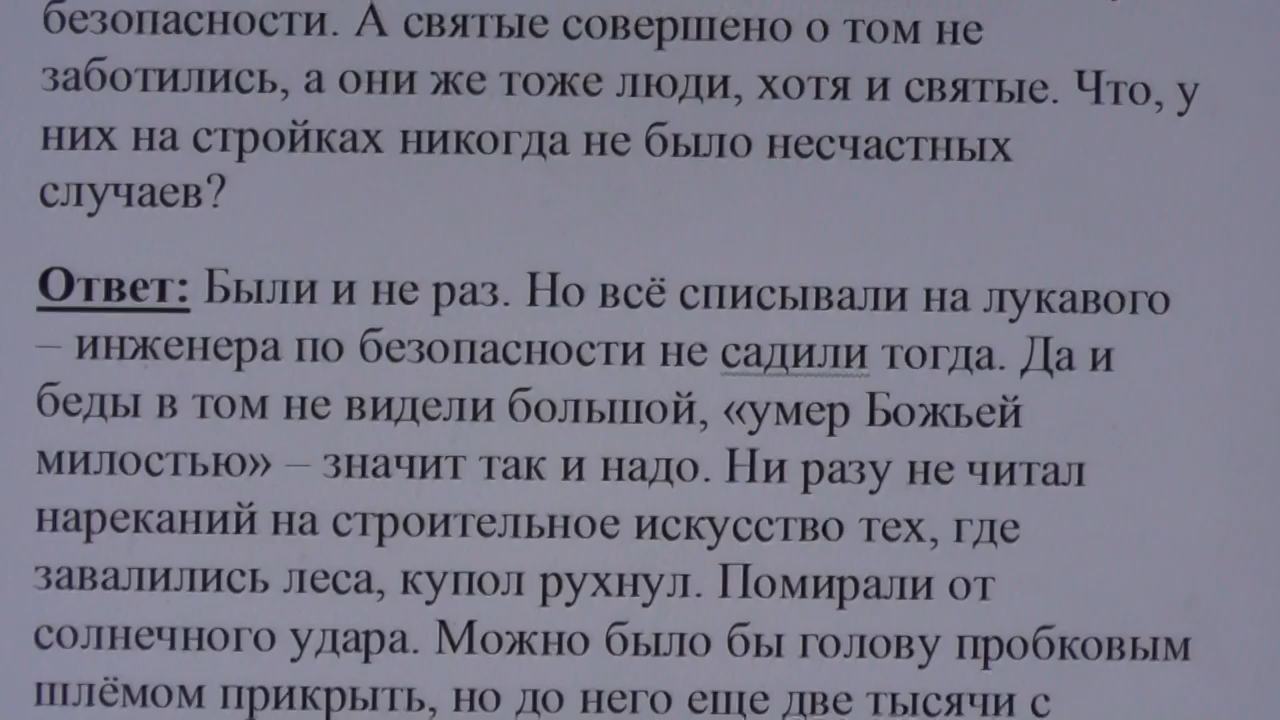 безопасности. А святые совершено о том не
заботились, а они же тоже люди, хотя и святые. Что, у
них на стройках никогда не было несчастных
случаев?
Ответ: Были и не раз. Но всё списывали на лукавого
– инженера по безопасности не садили тогда. Да и
беды в том не видели большой, «умер Божьей
милостью» – значит так и надо. Ни разу не читал
нареканий на строительное искусство тех, где
завалились леса, купол рухнул. Помирали от
солнечного удара. Можно было бы голову пробковым
шлёмом прикрыть, но до него еще две тысячи с